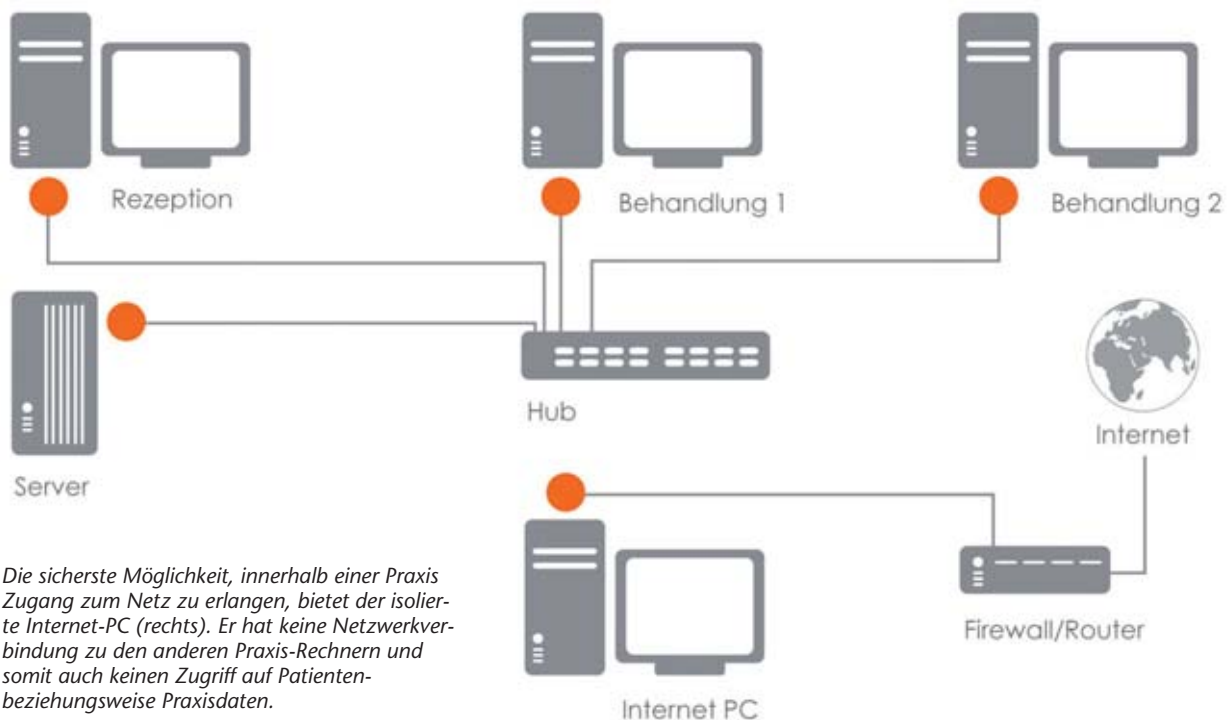 Rezeption
Behandlung 1
Behandlung 2
Server
Hub
Internet
Die sicherste Möglichkeit, innerhalb einer Praxis
Zugang zum Netz zu erlangen, bietet der isolier-
te Internet-PC (rechts). Er hat keine Netzwerkver-
bindung zu den anderen Praxis-Rechnern und
somit auch keinen Zugriff auf Patienten-
beziehungsweise Praxisdaten.
Internet PC
Firewall/Router